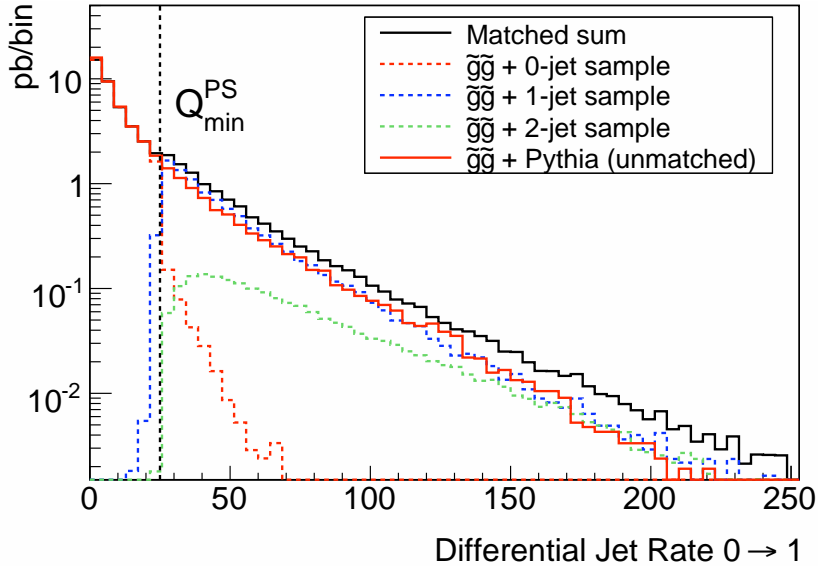 pb/bin
10
1
10⁻¹
10⁻²
Q^PS_min
Matched sum
g̃g̃ + 0-jet sample
g̃g̃ + 1-jet sample
g̃g̃ + 2-jet sample
g̃g̃ + Pythia (unmatched)
0 50 100 150 200 250
Differential Jet Rate 0 → 1